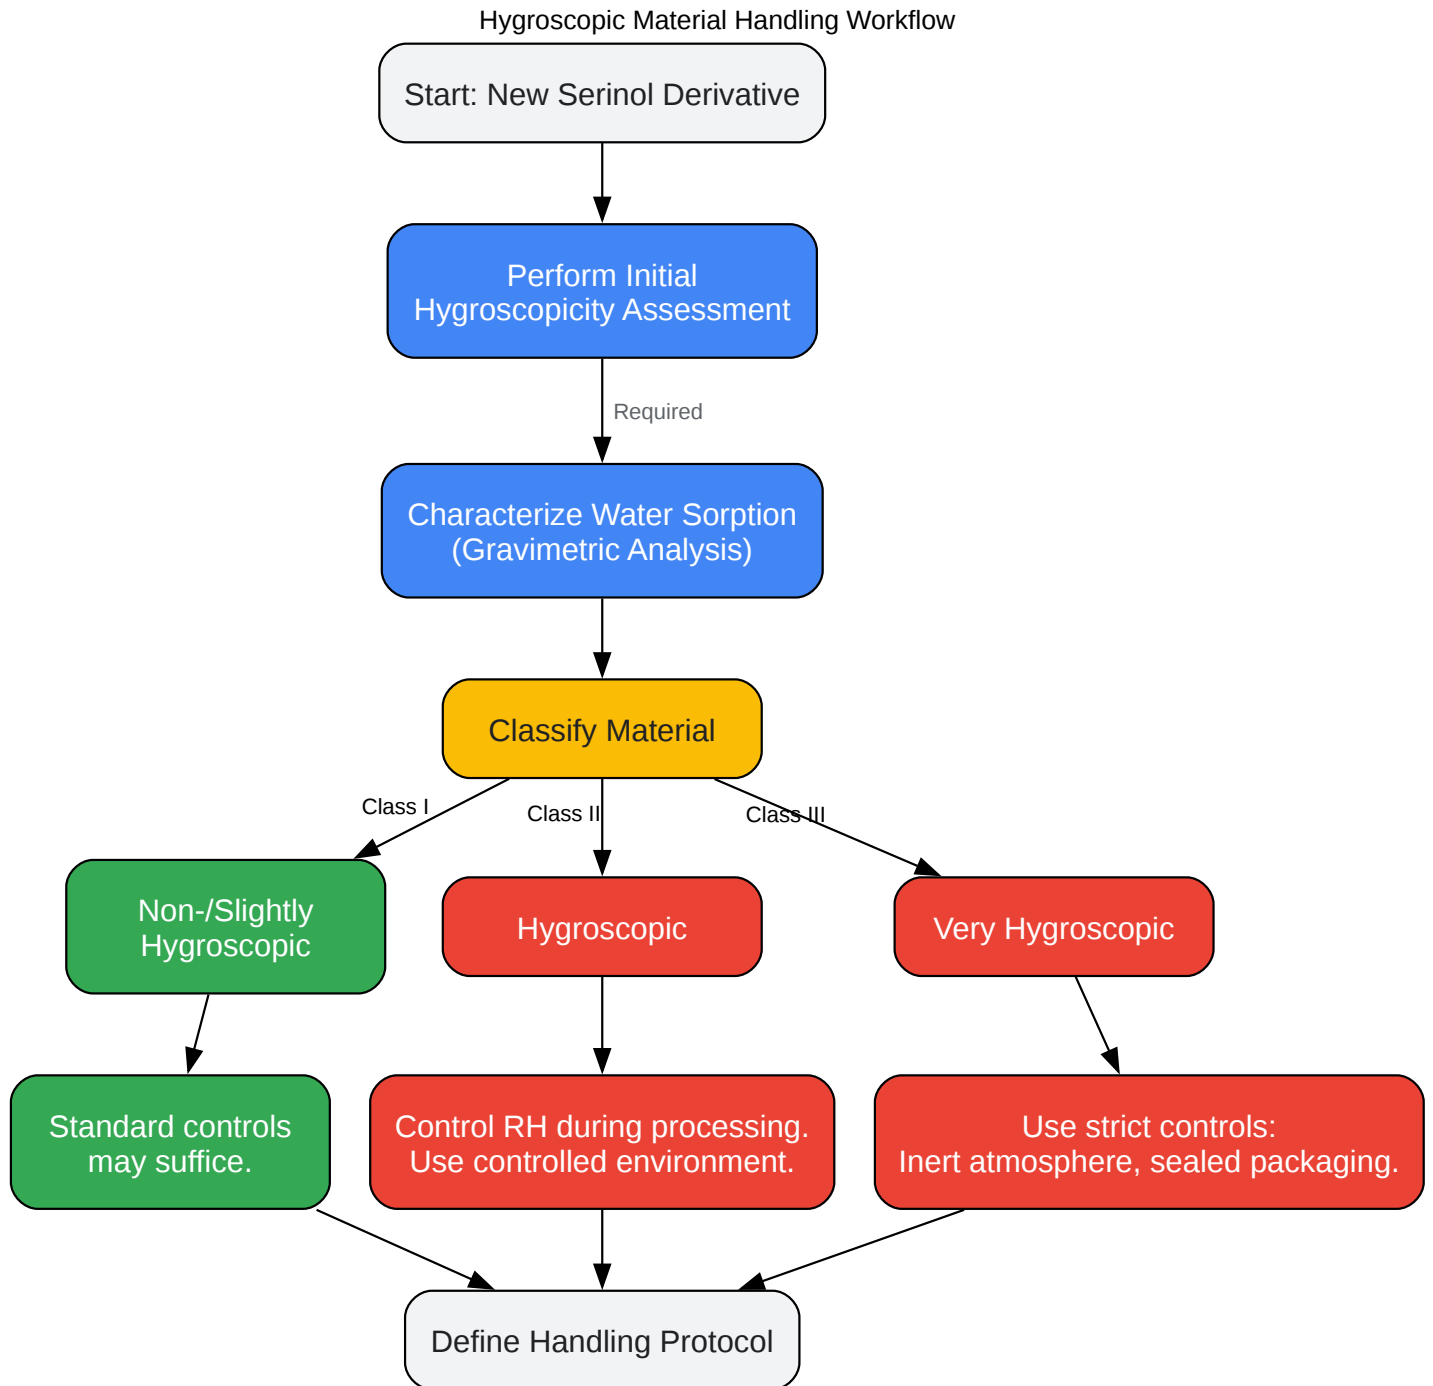 Hygroscopic Material Handling Workflow
Start: New Serinol Derivative
Perform Initial
Hygroscopicity Assessment
Required
Characterize Water Sorption
(Gravimetric Analysis)
Classify Material
Class I
Class II
Class III
Non-/Slightly
Hygroscopic
Hygroscopic
Very Hygroscopic
Standard controls
may suffice.
Control RH during processing.
Use controlled environment.
Use strict controls:
Inert atmosphere, sealed packaging.
Define Handling Protocol